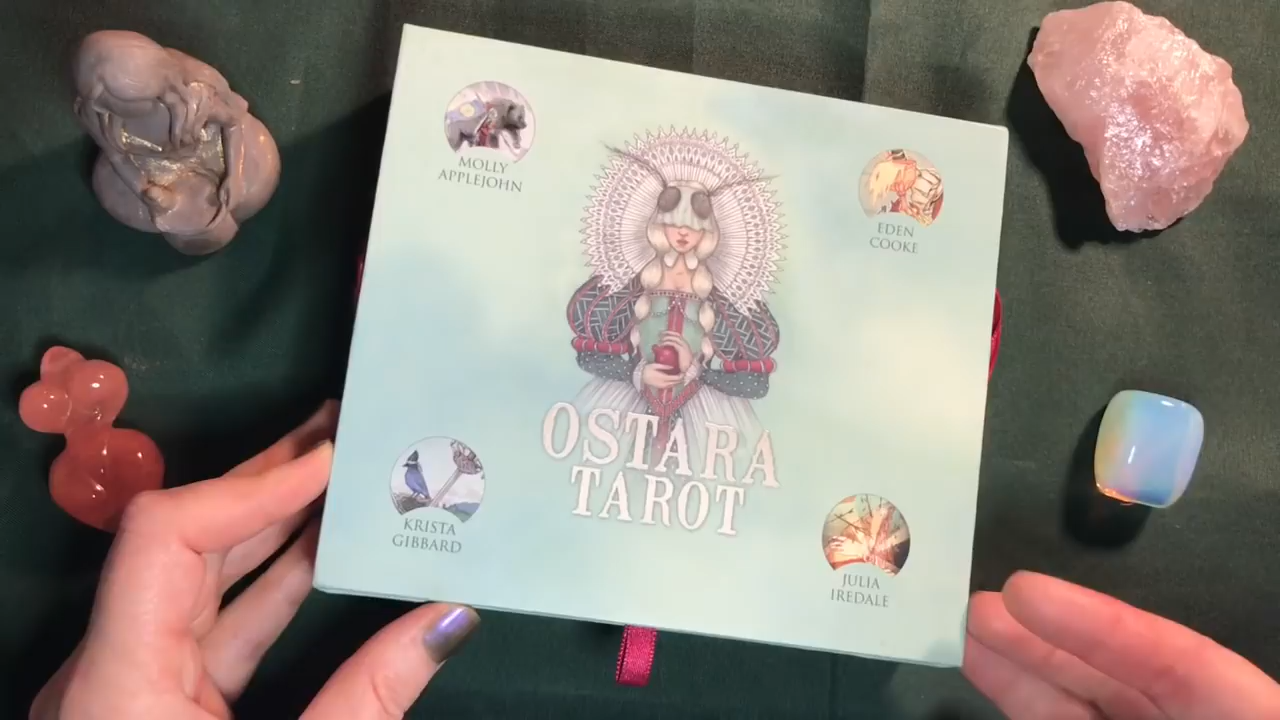 MOLLY
APPLEJOHN
EDEN
COOKE
OSTARA
TAROT
KRISTA
GIBBARD
JULIA
IREDALE